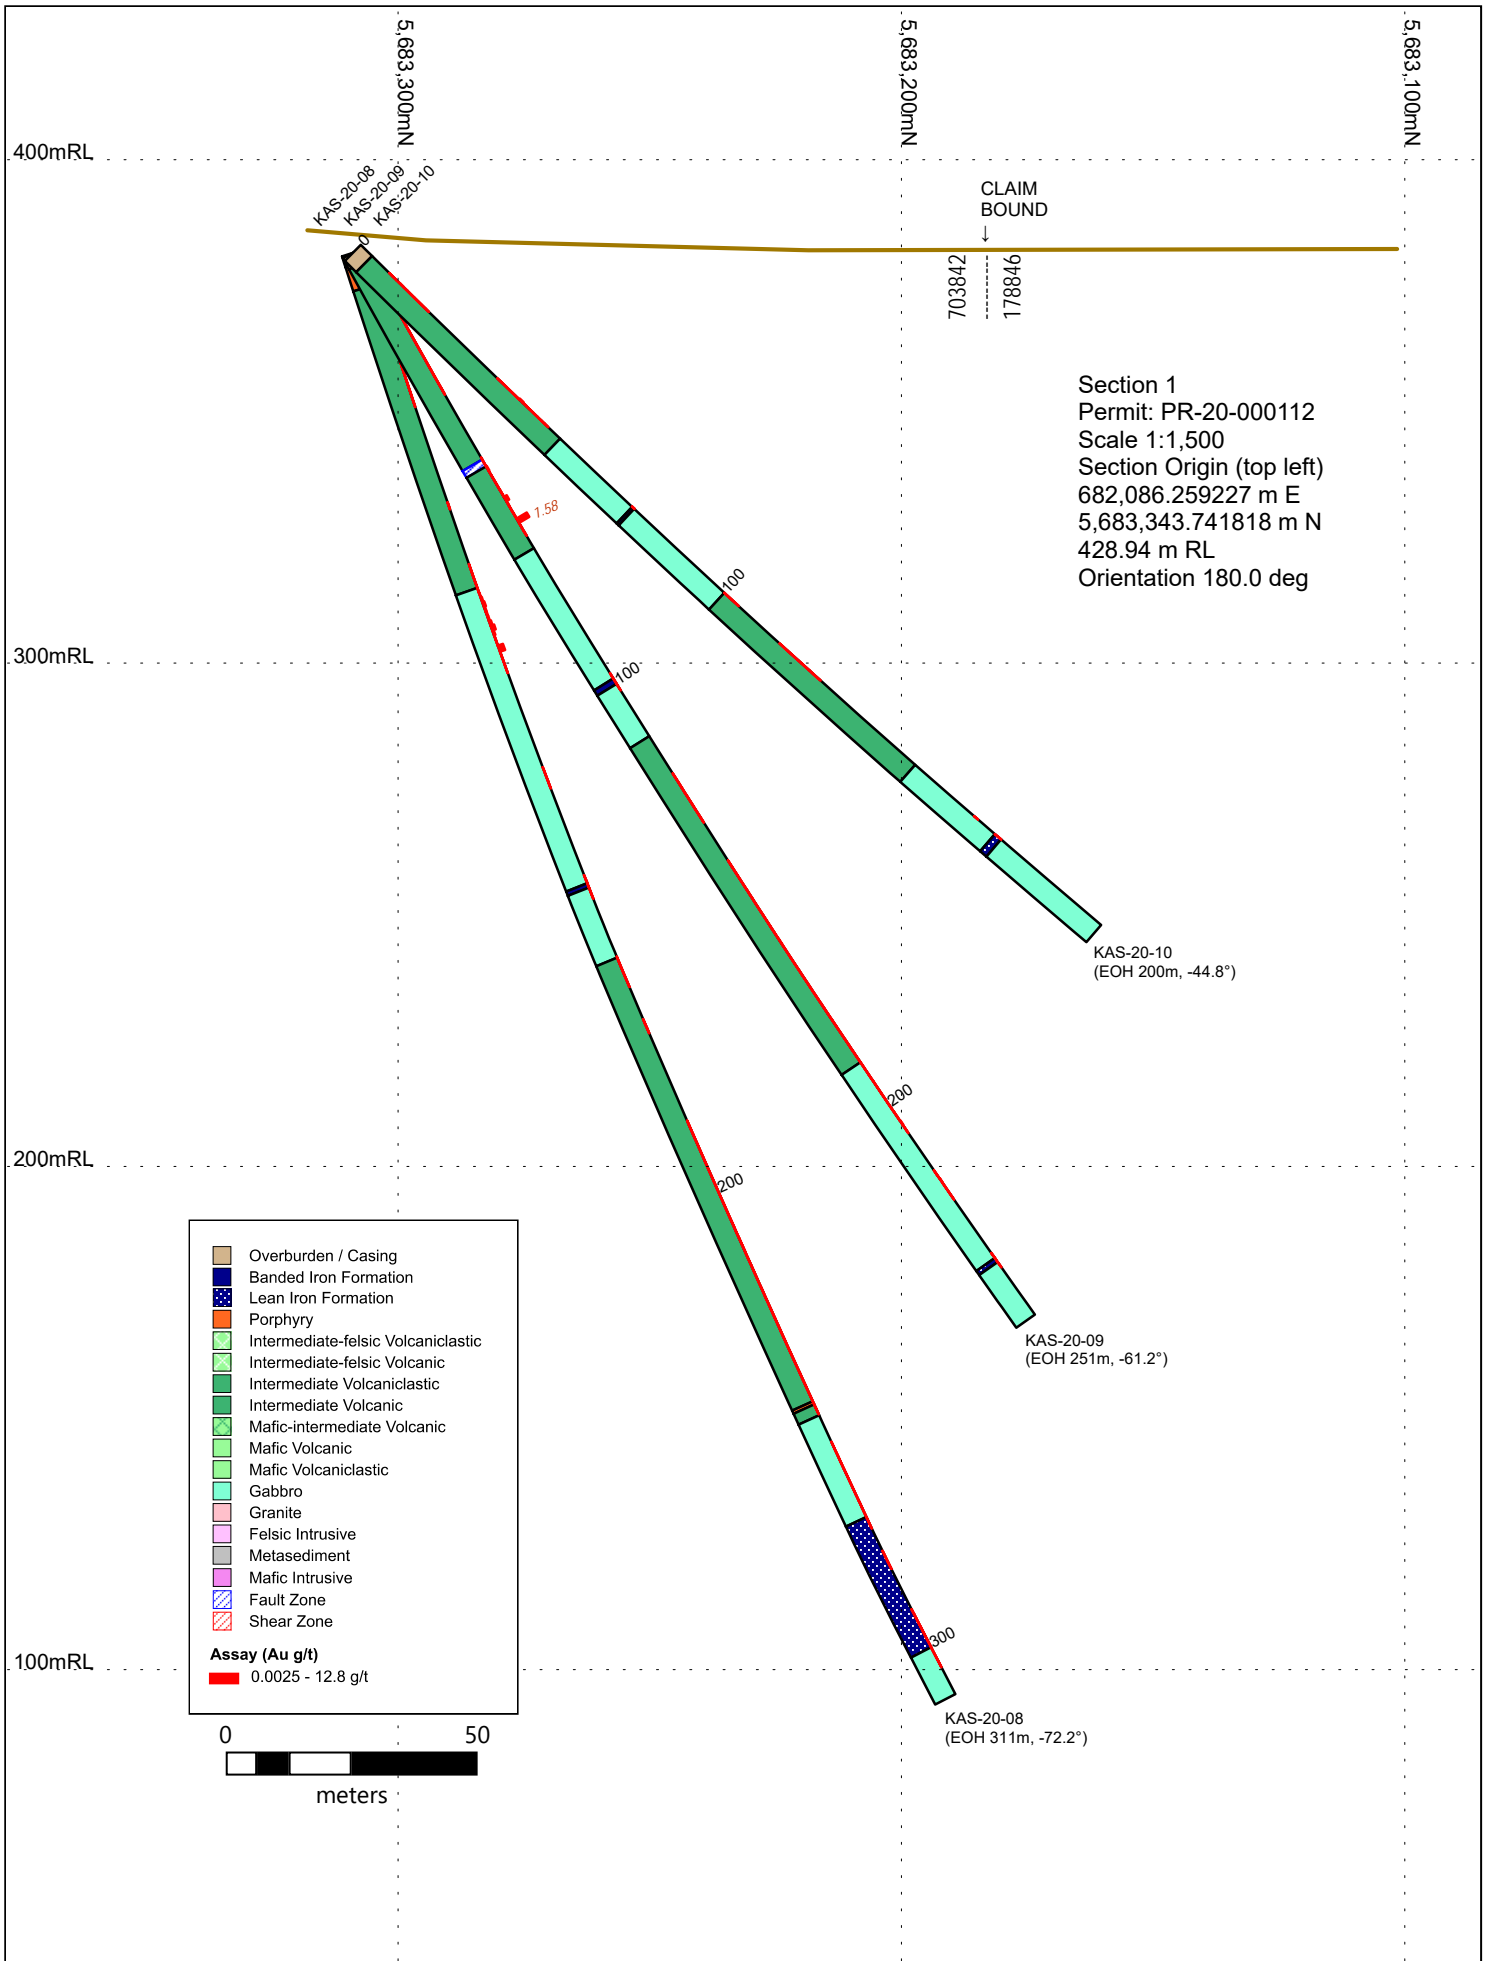 5,683,300mN
5,683,200mN
5,683,100mN
400mRL
KAS-20-08
KAS-20-09
KAS-20-10
0
CLAIM
BOUND
↓
703842
178846
Section 1
Permit: PR-20-000112
Scale 1:1,500
Section Origin (top left)
682,086.259227 m E
5,683,343.741818 m N
428.94 m RL
Orientation 180.0 deg
1.58
100
300mRL
100
KAS-20-10
(EOH 200m, -44.8°)
200
200mRL
200
KAS-20-09
(EOH 251m, -61.2°)
Overburden / Casing
Banded Iron Formation
Lean Iron Formation
Porphyry
Intermediate-felsic Volcaniclastic
Intermediate-felsic Volcanic
Intermediate Volcaniclastic
Intermediate Volcanic
Mafic-intermediate Volcanic
Mafic Volcanic
Mafic Volcaniclastic
Gabbro
Granite
Felsic Intrusive
Metasediment
Mafic Intrusive
Fault Zone
Shear Zone
Assay (Au g/t)
0.0025 - 12.8 g/t
300
100mRL
KAS-20-08
(EOH 311m, -72.2°)
0 50
meters